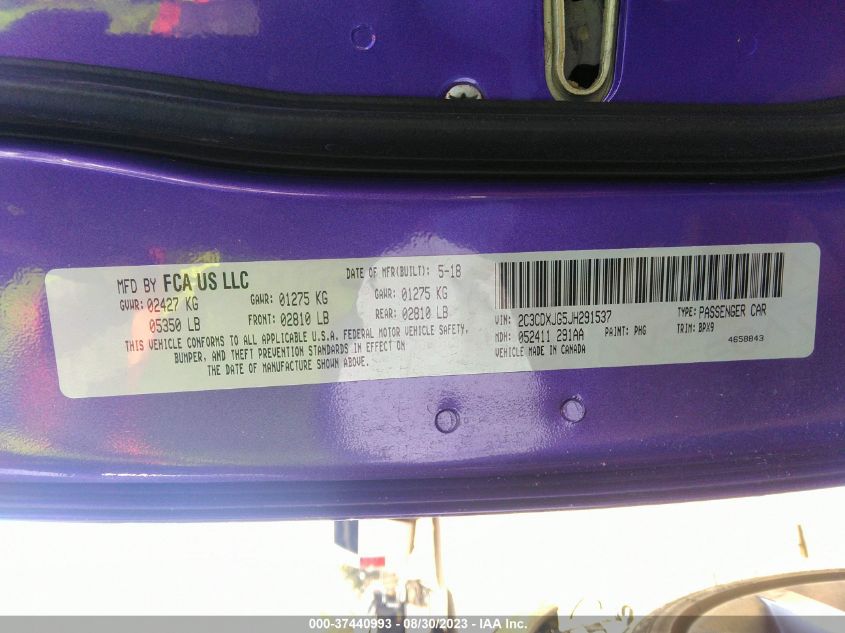 MFD BY FCA US LLC DATE OF MFR(BUILT): 5-18
GVWR: 02427 KG GAWR: 01275 KG GAWR: 01275 KG
05350 LB FRONT: 02810 LB REAR: 02810 LB
THIS VEHICLE CONFORMS TO ALL APPLICABLE U.S.A. FEDERAL MOTOR VEHICLE SAFETY,
BUMPER, AND THEFT PREVENTION STANDARDS IN EFFECT ON
THE DATE OF MANUFACTURE SHOWN ABOVE.
VIN: 2C3CDXJG5JH291537 TYPE: PASSENGER CAR
MDH: 052411 291AA PAINT: PHG TRIM: BPX9
VEHICLE MADE IN CANADA 4658843
000-37440993 - 08/30/2023 - IAA Inc.